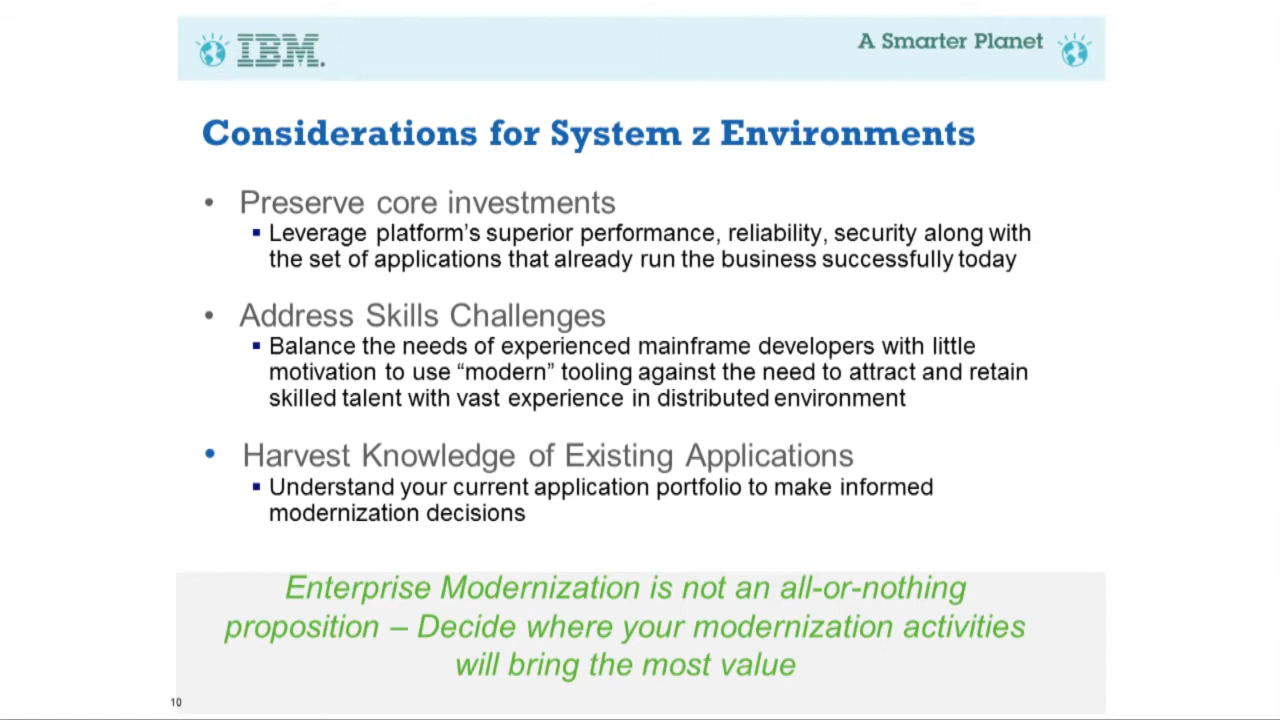 IBM.
A Smarter Planet
Considerations for System z Environments
• Preserve core investments
▪ Leverage platform’s superior performance, reliability, security along with
the set of applications that already run the business successfully today
• Address Skills Challenges
▪ Balance the needs of experienced mainframe developers with little
motivation to use “modern” tooling against the need to attract and retain
skilled talent with vast experience in distributed environment
• Harvest Knowledge of Existing Applications
▪ Understand your current application portfolio to make informed
modernization decisions
Enterprise Modernization is not an all-or-nothing
proposition – Decide where your modernization activities
will bring the most value
10